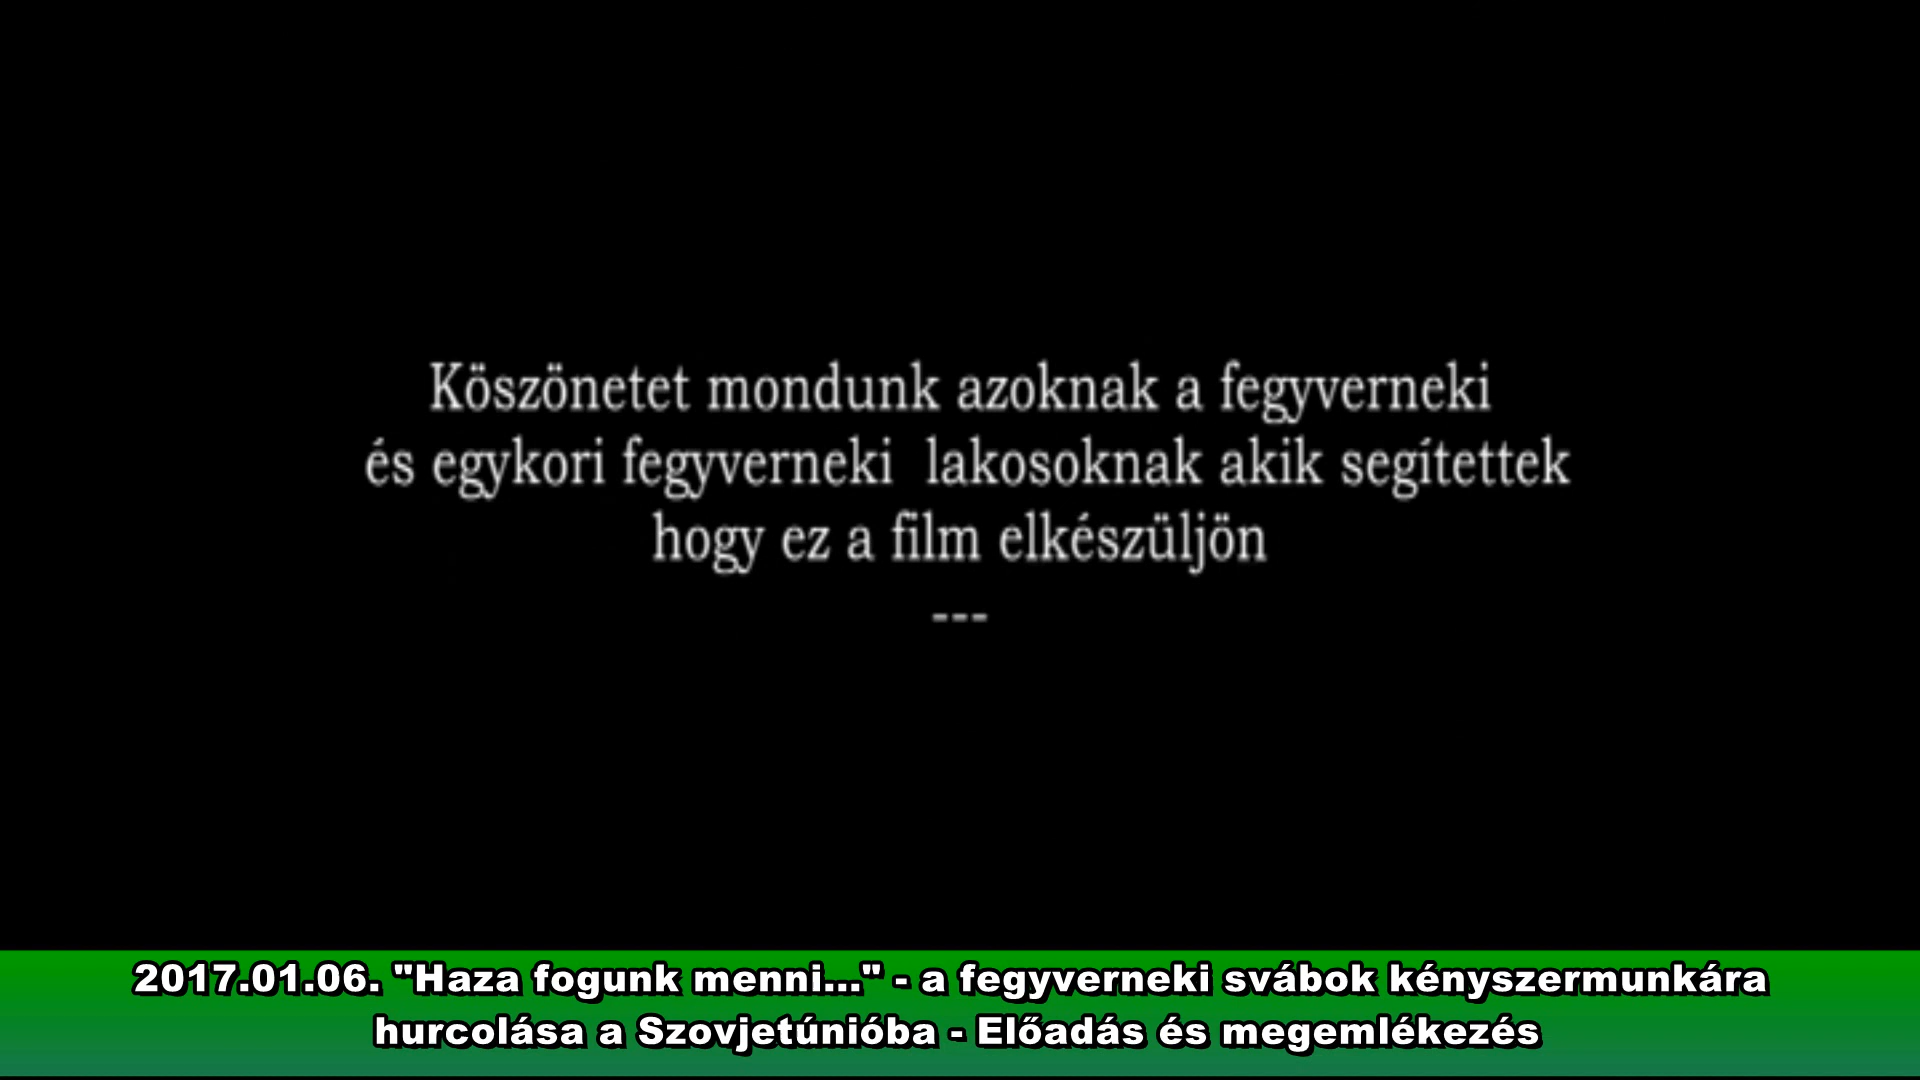 Köszönetet mondunk azoknak a fegyverneki
és egykori fegyverneki lakosoknak akik segítettek
hogy ez a film elkészüljön
---
2017.01.06. "Haza fogunk menni..." - a fegyverneki svábok kényszermunkára
hurcolása a Szovjetúnióba - Előadás és megemlékezés